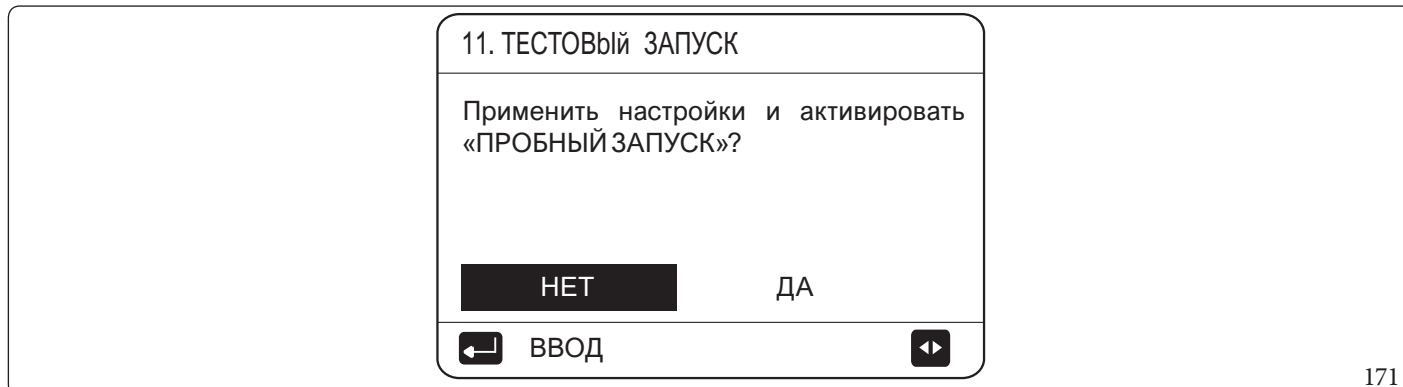 11. ТЕСТОВЫй ЗАПУСК
Применить настройки и активировать
«ПРОБНЫЙ ЗАПУСК»?
НЕТ ДА
ВВОД
171